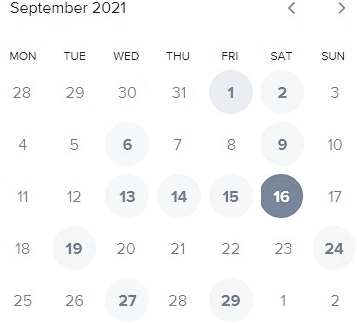 September 2021
MON TUE WED THU FRI SAT SUN
28 29 30 31 1 2 3
4 5 6 7 8 9 10
11 12 13 14 15 16 17
18 19 20 21 22 23 24
25 26 27 28 29 1 2